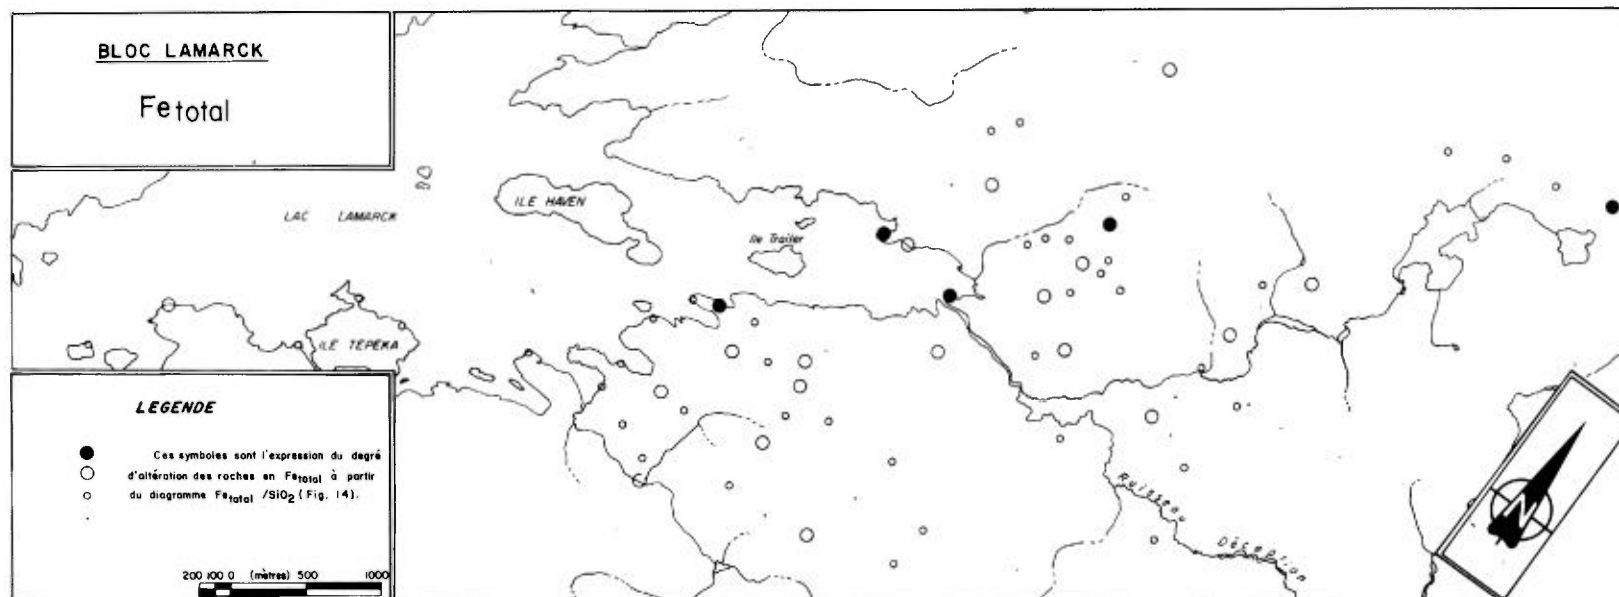 BLOC LAMARCK
Fetotal
LAC LAMARCK
ILE HAVEN
Ile Trailer
ILE TÉPÉKA
LEGENDE
Ces symboles sont l'expression du degré
d'altération des roches en Fetotal à partir
du diagramme Fetotal /SiO2 (Fig. 14).
200 100 0 (mètres) 500 1000
Ruisseau
Déception
N